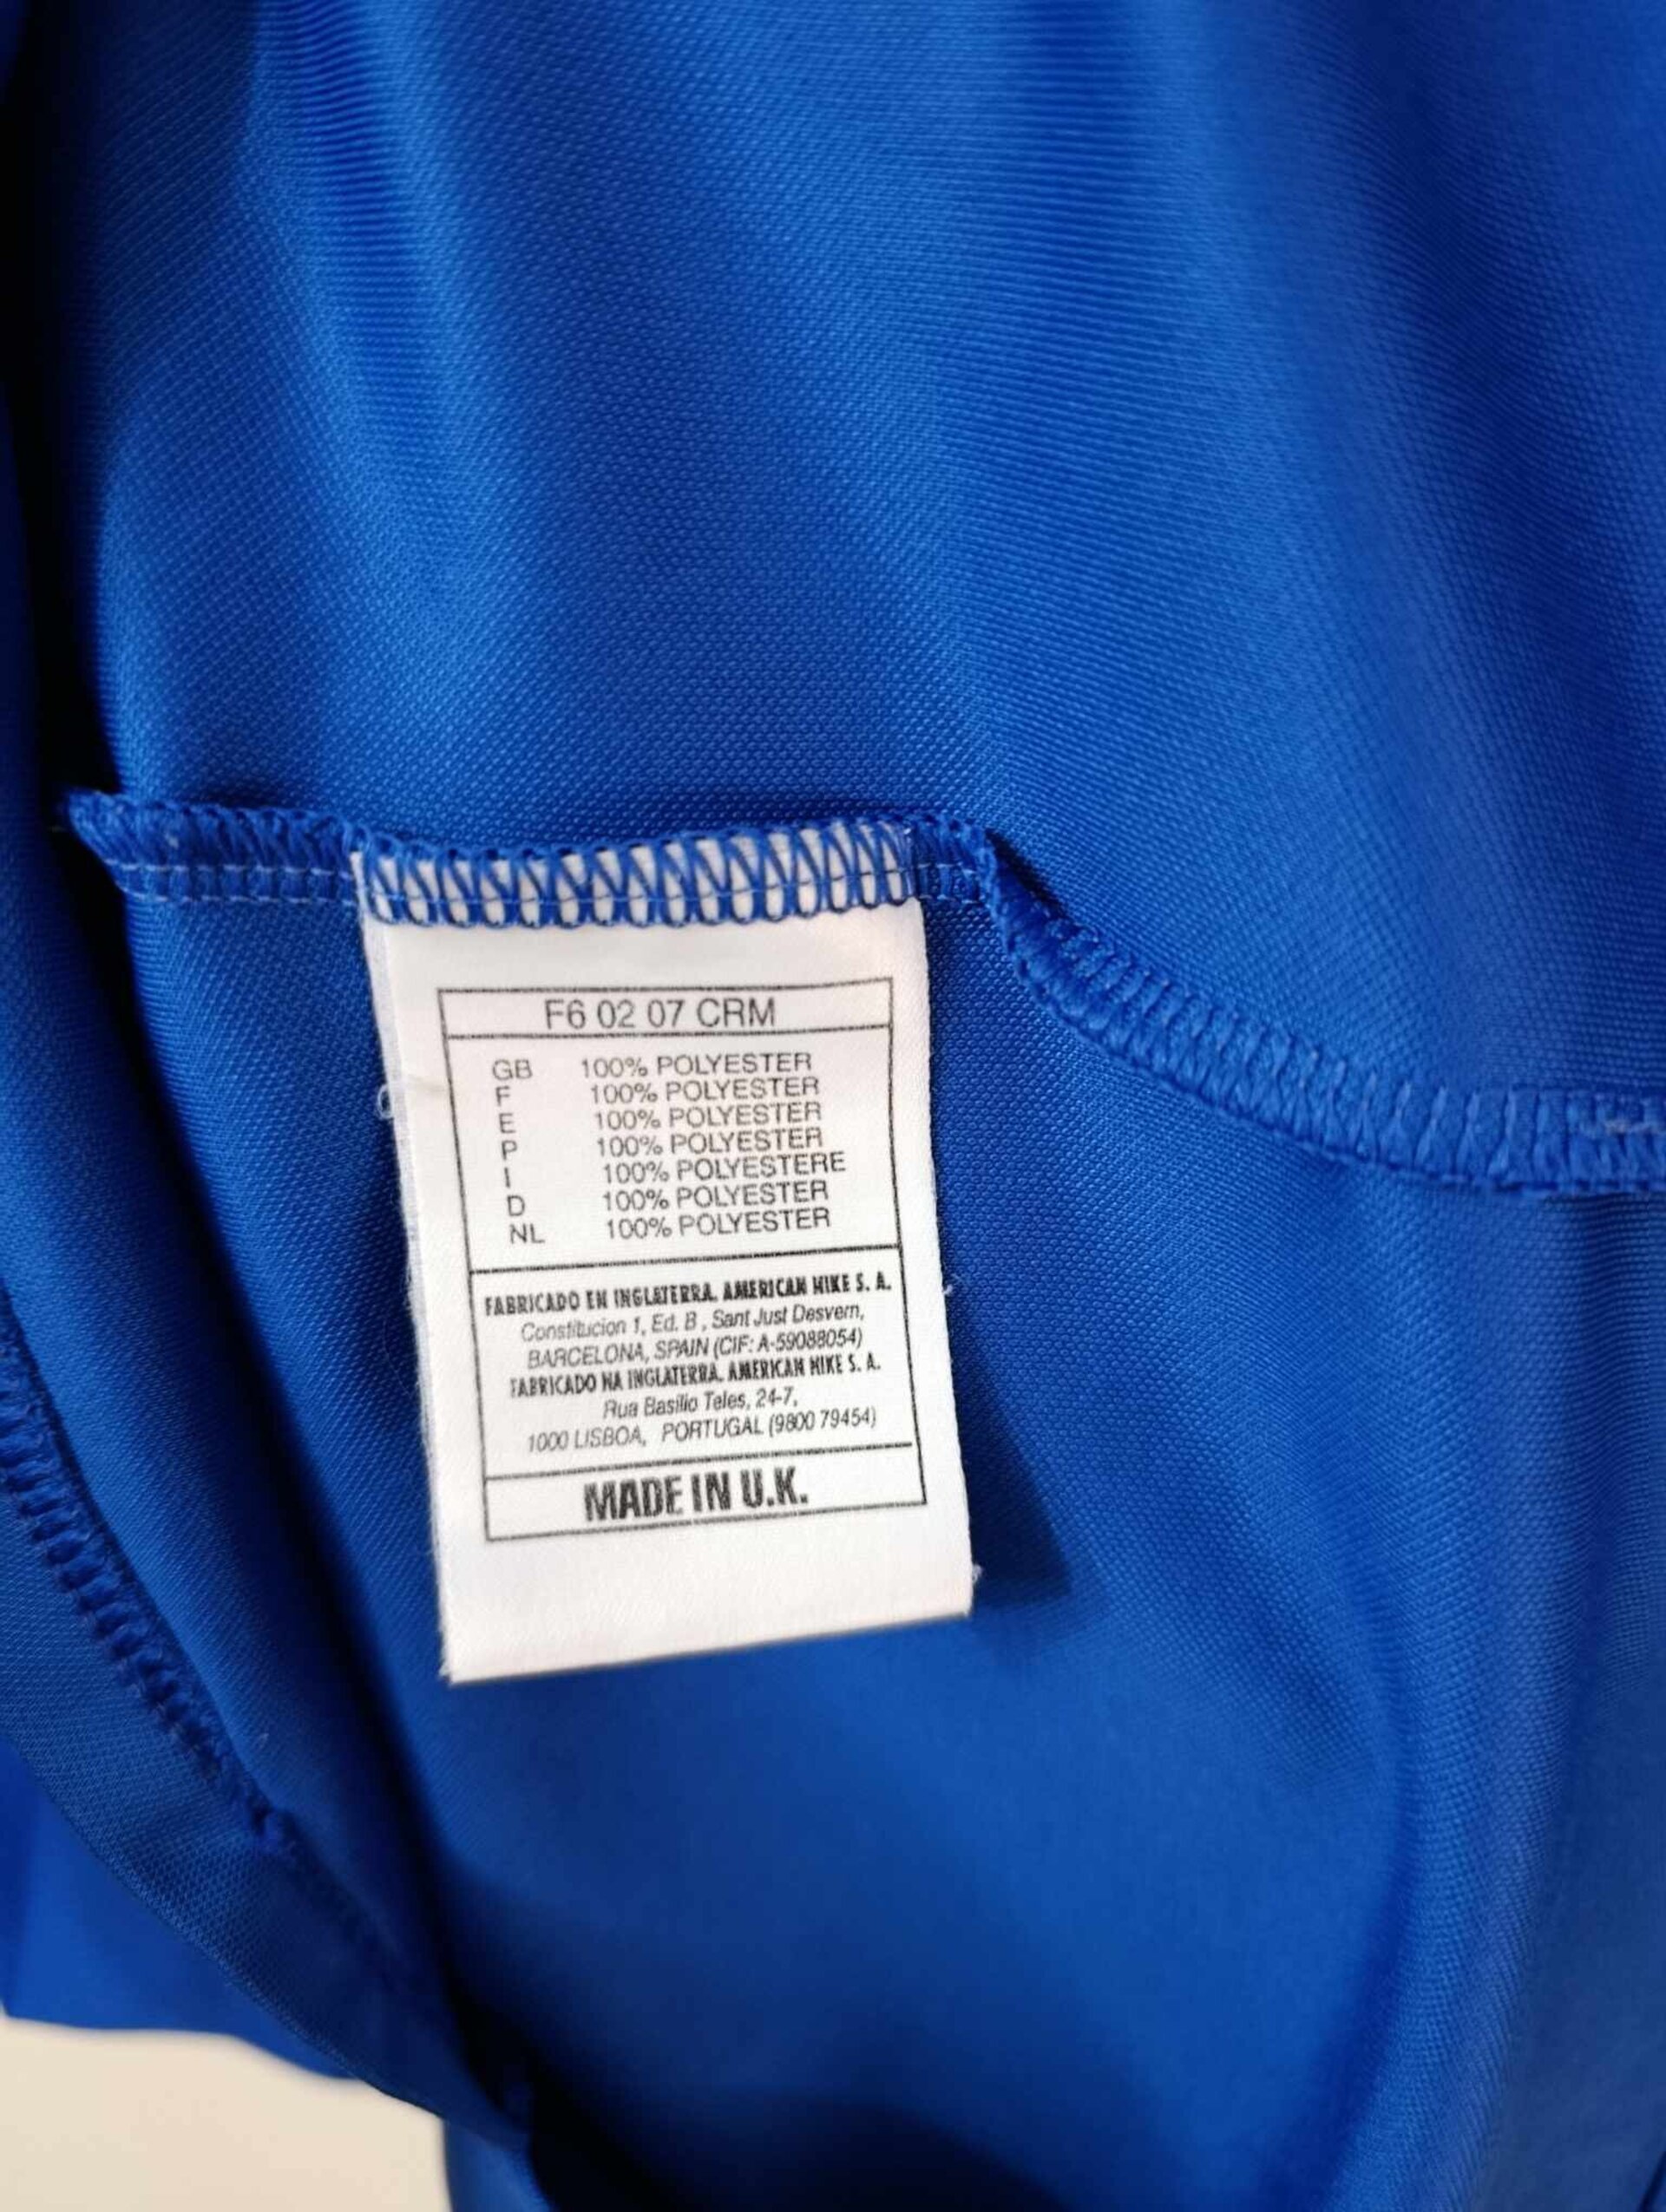 F6 02 07 CRM
GB 100% POLYESTER
F 100% POLYESTER
E 100% POLYESTER
P 100% POLYESTER
I 100% POLYESTERE
D 100% POLYESTER
NL 100% POLYESTER
FABRICADO EN INGLATERRA. AMERICAN NIKE S. A.
Constitucion 1, Ed. B , Sant Just Desvern,
BARCELONA, SPAIN (CIF: A-59088054)
FABRICADO NA INGLATERRA. AMERICAN NIKE S. A.
Rua Basilio Teles, 24-7,
1000 LISBOA, PORTUGAL (9800 79454)
MADE IN U.K.